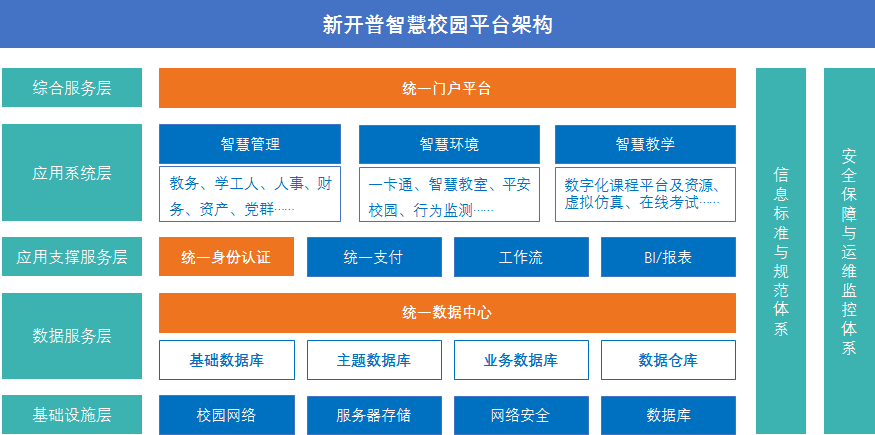 新开普智慧校园平台架构
综合服务层
统一门户平台
应用系统层
智慧管理
教务、学工人、人事、财
务、资产、党群……
智慧环境
一卡通、智慧教室、平安
校园、行为监测……
智慧教学
数字化课程平台及资源、
虚拟仿真、在线考试……
应用支撑服务层
统一身份认证
统一支付
工作流
BI/报表
数据服务层
统一数据中心
基础数据库
主题数据库
业务数据库
数据仓库
基础设施层
校园网络
服务器存储
网络安全
数据库
信息标准与规范体系
安全保障与运维监控体系